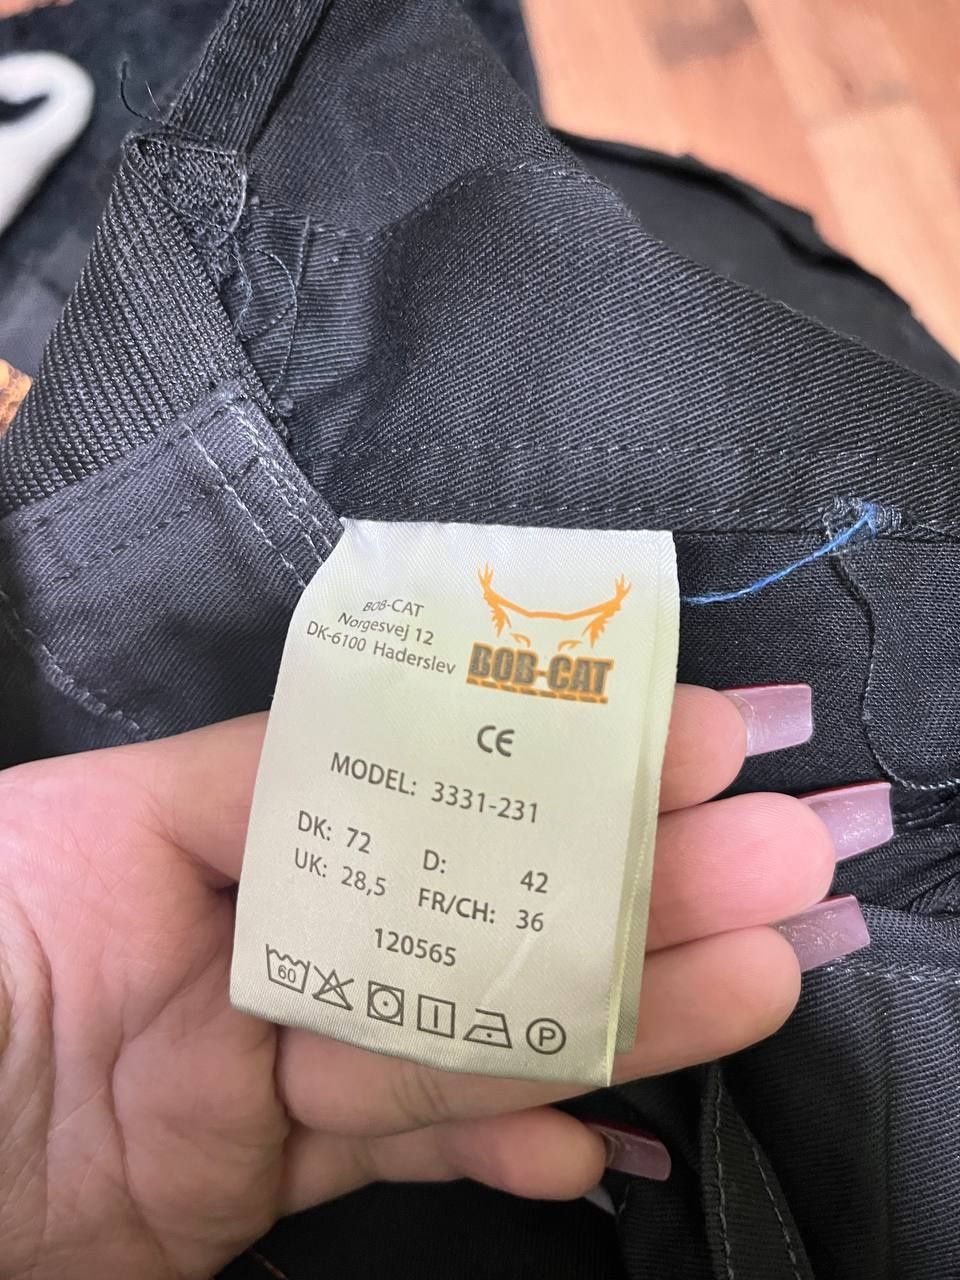 BOB-CAT
Norgesvej 12
DK-6100 Haderslev
BOB-CAT
CE
MODEL: 3331-231
DK: 72 D: 42
UK: 28,5 FR/CH: 36
120565
60
P